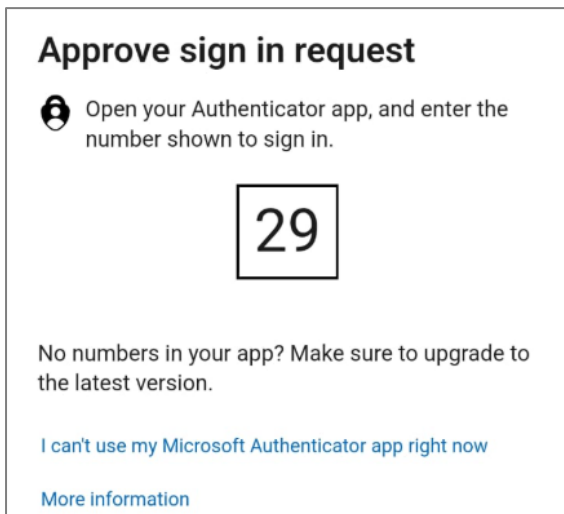 Approve sign in request
Open your Authenticator app, and enter the
number shown to sign in.
29
No numbers in your app? Make sure to upgrade to
the latest version.
I can't use my Microsoft Authenticator app right now
More information